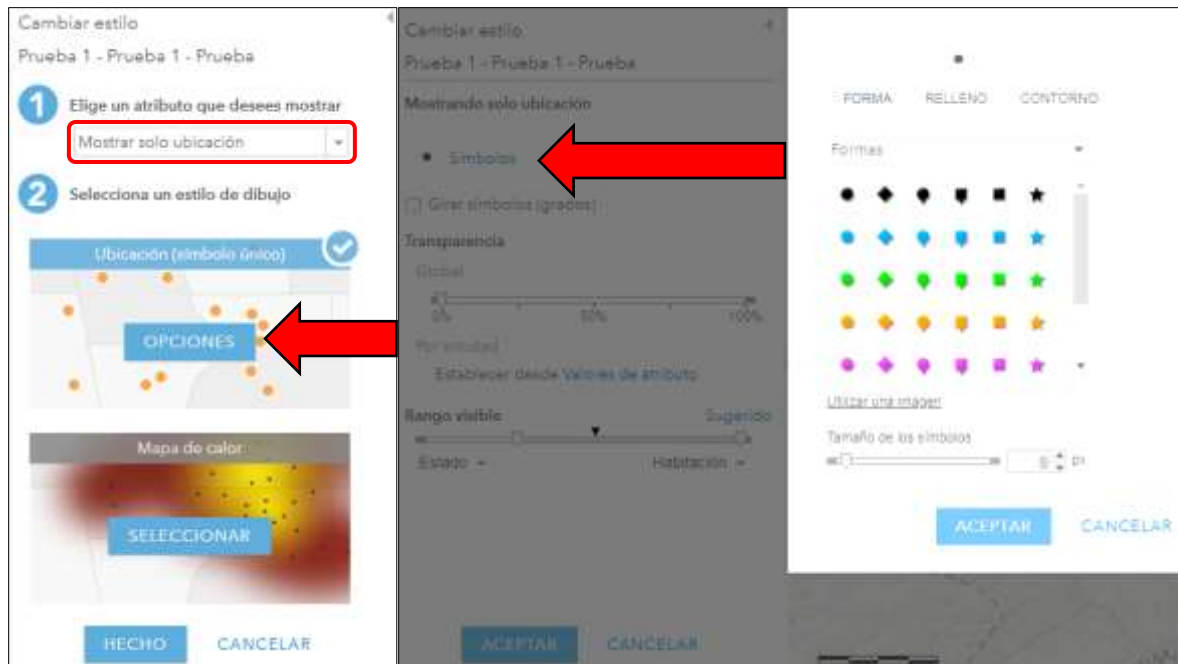 Cambiar estilo
Prueba 1 - Prueba 1 - Prueba
1 Elige un atributo que desees mostrar
Mostrar solo ubicación
2 Selecciona un estilo de dibujo
Ubicación (símbolo único)
OPCIONES
Mapa de calor
SELECCIONAR
HECHO CANCELAR
Cambiar estilo
Prueba 1 - Prueba 1 - Prueba
Mostrando solo ubicación
Símbolos
Girar símbolos (grados)
Transparencia
Global
0% 50% 100%
Por entidad
Establecer desde Valores de atributo
Rango visible Sugerido
Estado Habitación
ACEPTAR CANCELAR
FORMA RELLENO CONTORNO
Formas
Utilizar una imagen
Tamaño de los símbolos
px
ACEPTAR CANCELAR